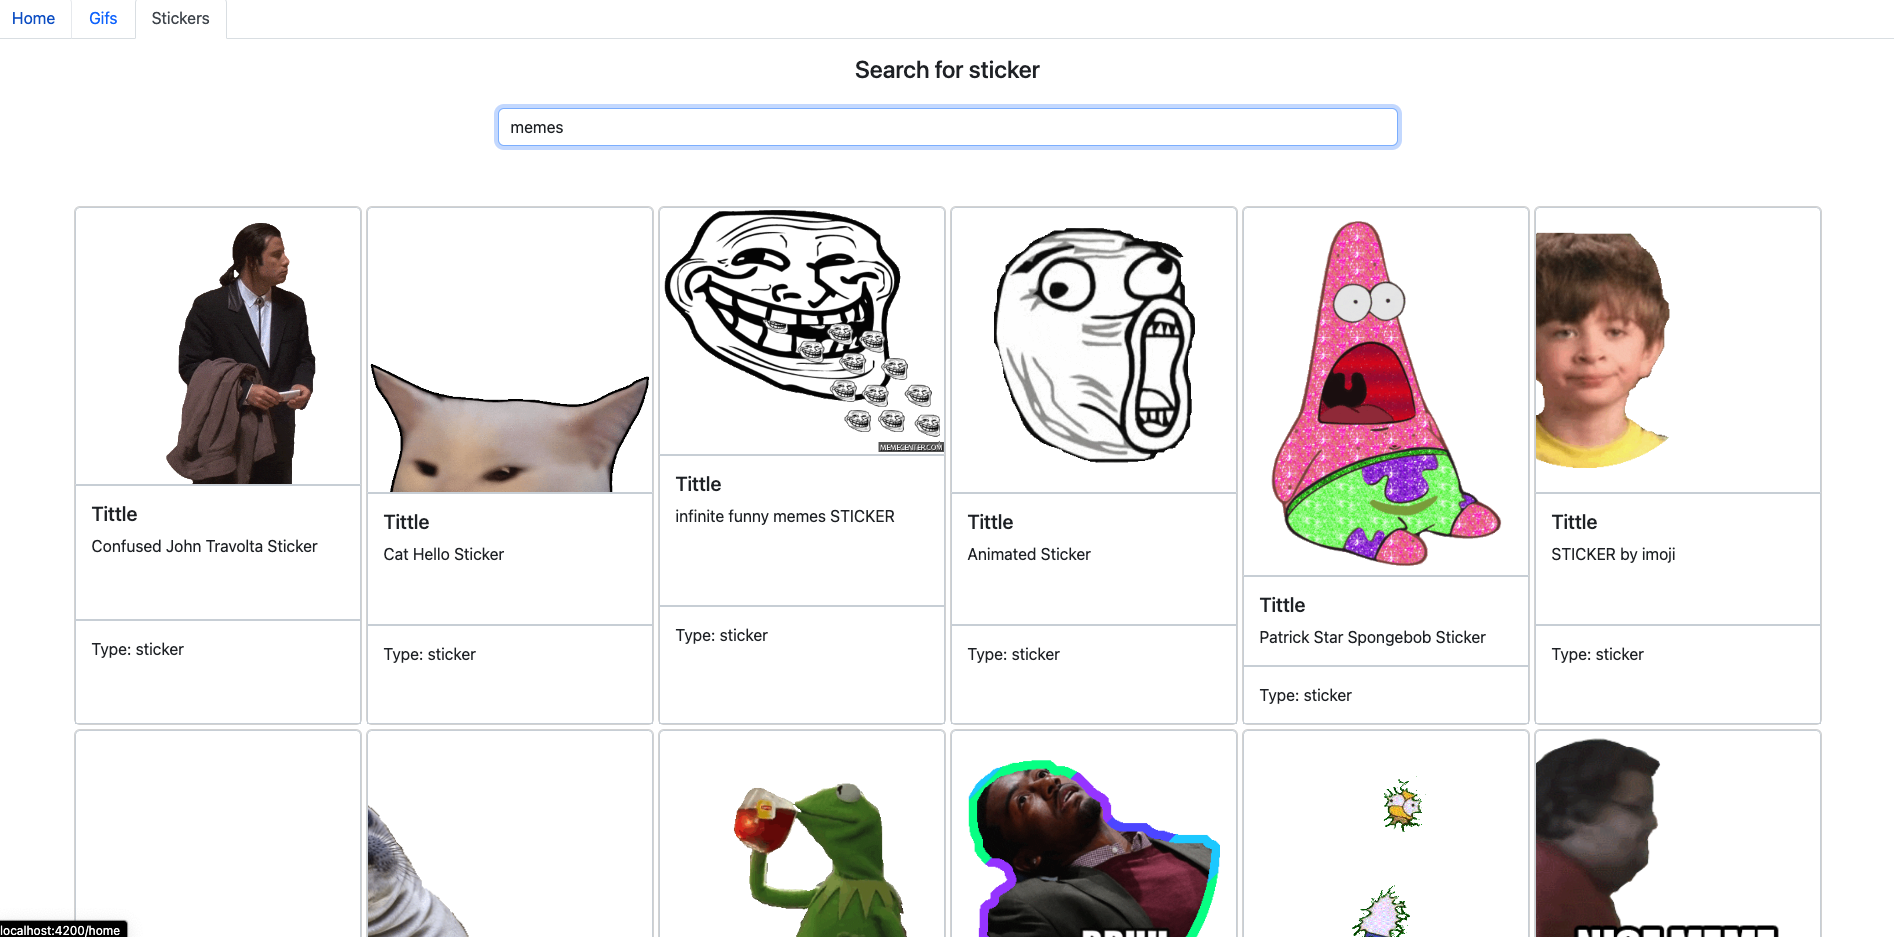 Home
Gifs
Stickers
Search for sticker
memes
MEMECENTER.COM
Tittle
Confused John Travolta Sticker
Type: sticker
Tittle
Cat Hello Sticker
Type: sticker
Tittle
infinite funny memes STICKER
Type: sticker
Tittle
Animated Sticker
Type: sticker
Tittle
Patrick Star Spongebob Sticker
Type: sticker
Tittle
STICKER by imoji
Type: sticker
NICE MEME
localhost:4200/home